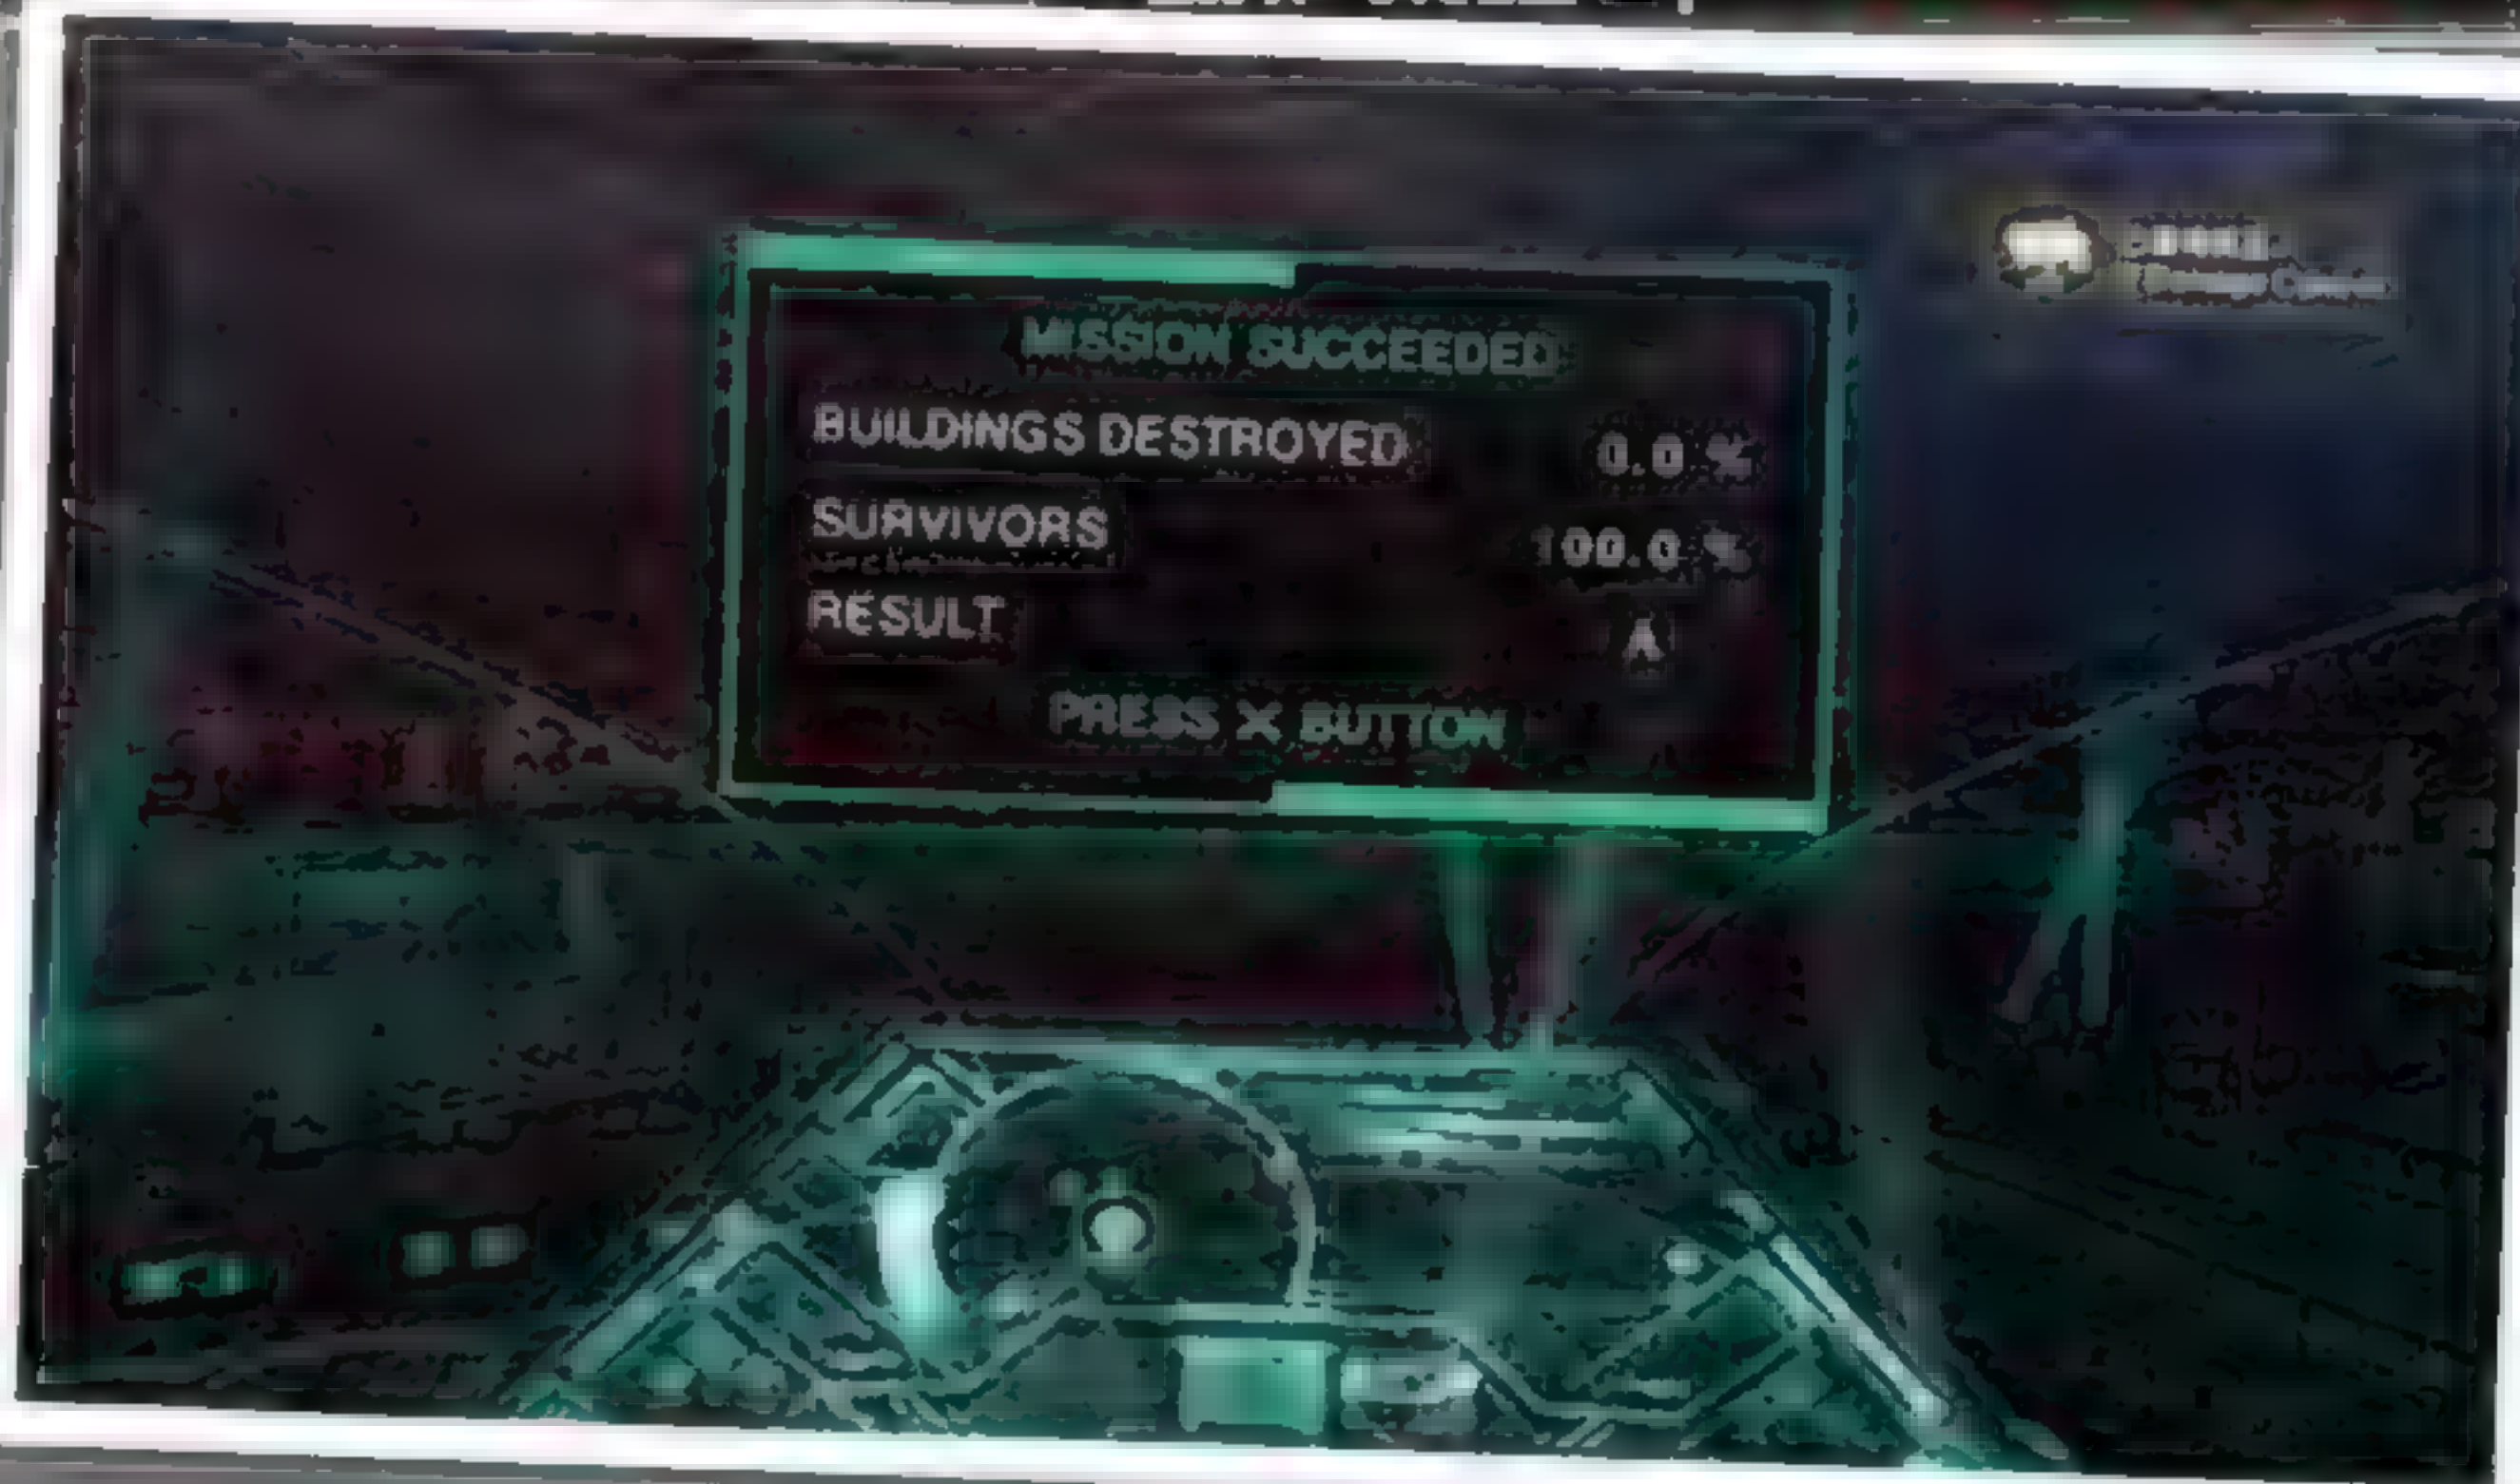 MISSION SUCCEEDED
BUILDINGS DESTROYED 0.0 %
SURVIVORS 100.0 %
RESULT A
PRESS X BUTTON